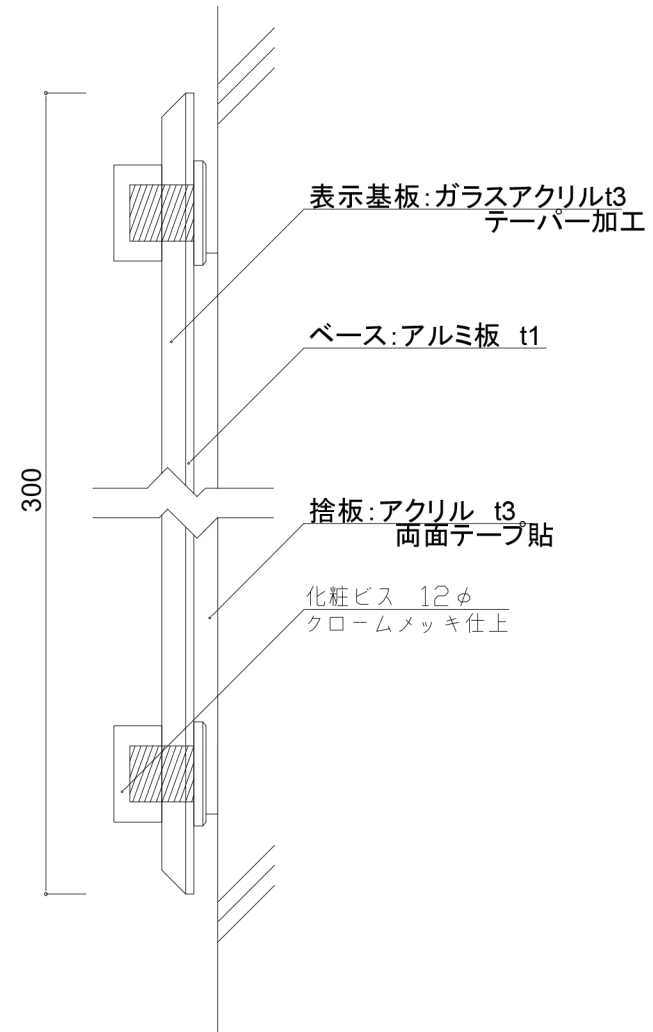 表示基板:ガラスアクリルt3
テーパー加工
ベース:アルミ板 t1
300
捨板:アクリル t3
両面テープ貼
化粧ビス 12φ
クロームメッキ仕上